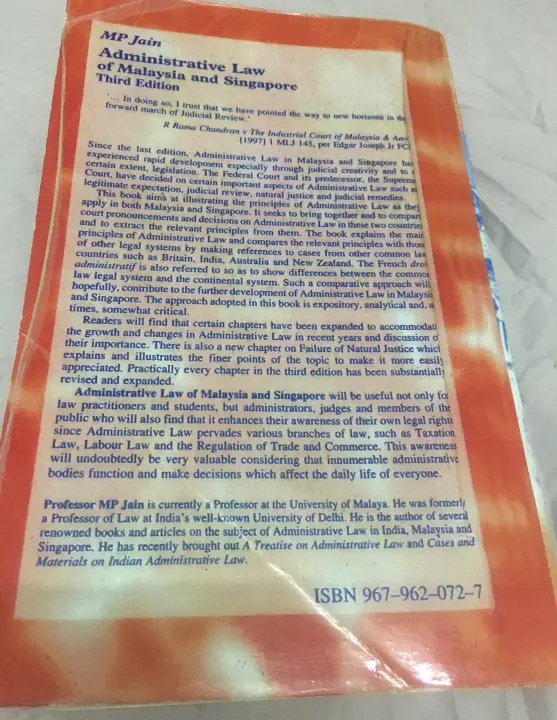 MP Jain
Administrative Law
of Malaysia and Singapore
Third Edition
'... In doing so, I trust that we have pointed the way to new horizons in the
forward march of Judicial Review.'
R Rama Chandran v The Industrial Court of Malaysia &
[1997] 1 MLJ 145, per Edgar Joseph Jr FC
Since the last edition, Administrative Law in Malaysia and Singapore has
experienced rapid development especially through judicial creativity and to
certain extent, legislation. The Federal Court and its predecessor, the Supreme
Court, have decided on certain important aspects of Administrative Law such as
legitimate expectation, judicial review, natural justice and judicial remedies.
This book aims at illustrating the principles of Administrative Law as they
apply in both Malaysia and Singapore. It seeks to bring together and to compar
court pronouncements and decisions on Administrative Law in these two countries
and to extract the relevant principles from them. The book explains the main
principles of Administrative Law and compares the relevant principles with those
of other legal systems by making references to cases from other common law
countries such as Britain, India, Australia and New Zealand. The French droi
administratif is also referred to so as to show differences between the common
law legal system and the continental system. Such a comparative approach will
hopefully, contribute to the further development of Administrative Law in Malaysia
and Singapore. The approach adopted in this book is expository, analytical and, a
times, somewhat critical.
Readers will find that certain chapters have been expanded to accommodat
the growth and changes in Administrative Law in recent years and discussion o
their importance. There is also a new chapter on Failure of Natural Justice which
explains and illustrates the finer points of the topic to make it more easily
appreciated. Practically every chapter in the third edition has been substantially
revised and expanded.
Administrative Law of Malaysia and Singapore will be useful not only for
law practitioners and students, but administrators, judges and members of the
public who will also find that it enhances their awareness of their own legal rights
since Administrative Law pervades various branches of law, such as Taxation
Law, Labour Law and the Regulation of Trade and Commerce. This awareness
will undoubtedly be very valuable considering that innumerable administrative
bodies function and make decisions which affect the daily life of everyone.
Professor MP Jain is currently a Professor at the University of Malaya. He was formerly
a Professor of Law at India's well-known University of Delhi. He is the author of several
renowned books and articles on the subject of Administrative Law in India, Malaysia and
Singapore. He has recently brought out A Treatise on Administrative Law and Cases and
Materials on Indian Administrative Law.
ISBN 967-962-072-7